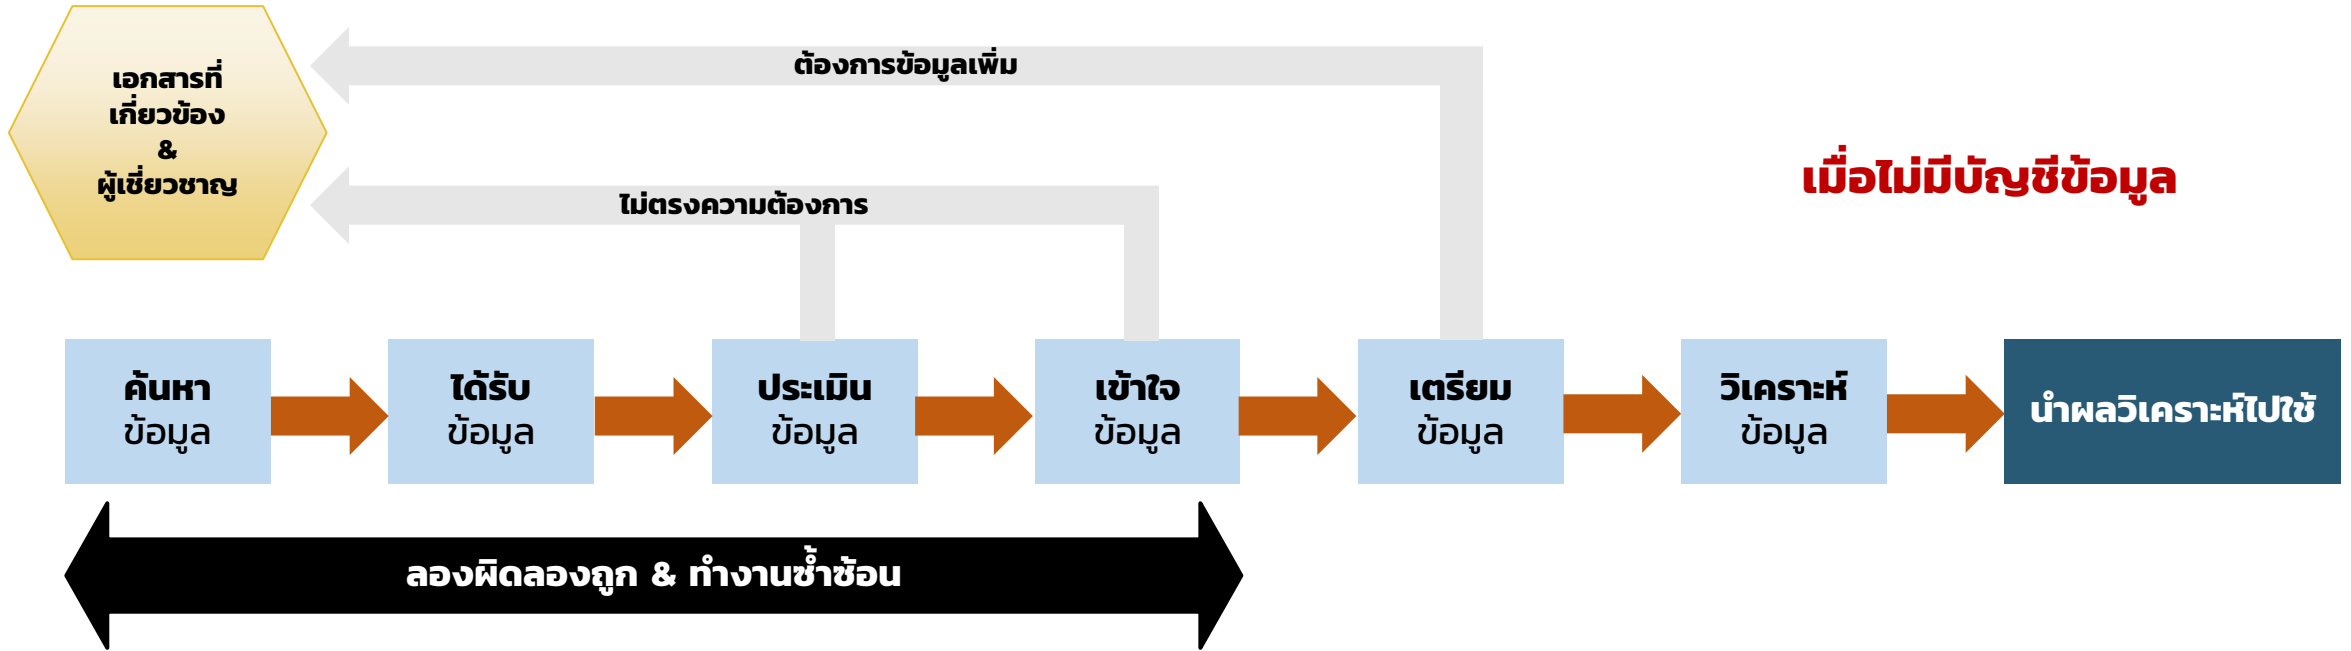 เอกสารที่
เกี่ยวข้อง
&
ผู้เชี่ยวชาญ
ต้องการข้อมูลเพิ่ม
ไม่ตรงความต้องการ
เมื่อไม่มีบัญชีข้อมูล
ค้นหา
ข้อมูล
ได้รับ
ข้อมูล
ประเมิน
ข้อมูล
เข้าใจ
ข้อมูล
เตรียม
ข้อมูล
วิเคราะห์
ข้อมูล
นำผลวิเคราะห์ไปใช้
ลองผิดลองถูก & ทำงานซ้ำซ้อน